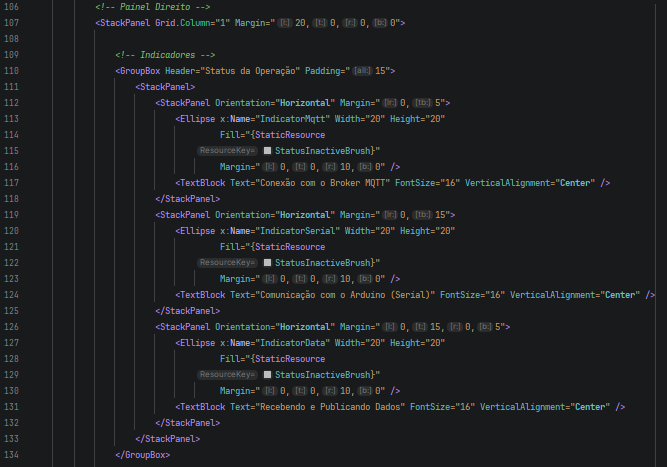 106 <!-- Painel Direito -->
107 <StackPanel Grid.Column="1" Margin="[l:] 20,[t:] 0,[r:] 0,[b:] 0">
108
109 <!-- Indicadores -->
110 <GroupBox Header="Status da Operação" Padding="[all:] 15">
111 <StackPanel>
112 <StackPanel Orientation="Horizontal" Margin="[lr:] 0,[tb:] 5">
113 <Ellipse x:Name="IndicatorMqtt" Width="20" Height="20"
114 Fill="{StaticResource
115 ResourceKey= StatusInactiveBrush}"
116 Margin="[l:] 0,[t:] 0,[r:] 10,[b:] 0" />
117 <TextBlock Text="Conexão com o Broker MQTT" FontSize="16" VerticalAlignment="Center" />
118 </StackPanel>
119 <StackPanel Orientation="Horizontal" Margin="[lr:] 0,[tb:] 15">
120 <Ellipse x:Name="IndicatorSerial" Width="20" Height="20"
121 Fill="{StaticResource
122 ResourceKey= StatusInactiveBrush}"
123 Margin="[l:] 0,[t:] 0,[r:] 10,[b:] 0" />
124 <TextBlock Text="Comunicação com o Arduino (Serial)" FontSize="16" VerticalAlignment="Center" />
125 </StackPanel>
126 <StackPanel Orientation="Horizontal" Margin="[l:] 0,[t:] 15,[r:] 0,[b:] 5">
127 <Ellipse x:Name="IndicatorData" Width="20" Height="20"
128 Fill="{StaticResource
129 ResourceKey= StatusInactiveBrush}"
130 Margin="[l:] 0,[t:] 0,[r:] 10,[b:] 0" />
131 <TextBlock Text="Recebendo e Publicando Dados" FontSize="16" VerticalAlignment="Center" />
132 </StackPanel>
133 </StackPanel>
134 </GroupBox>